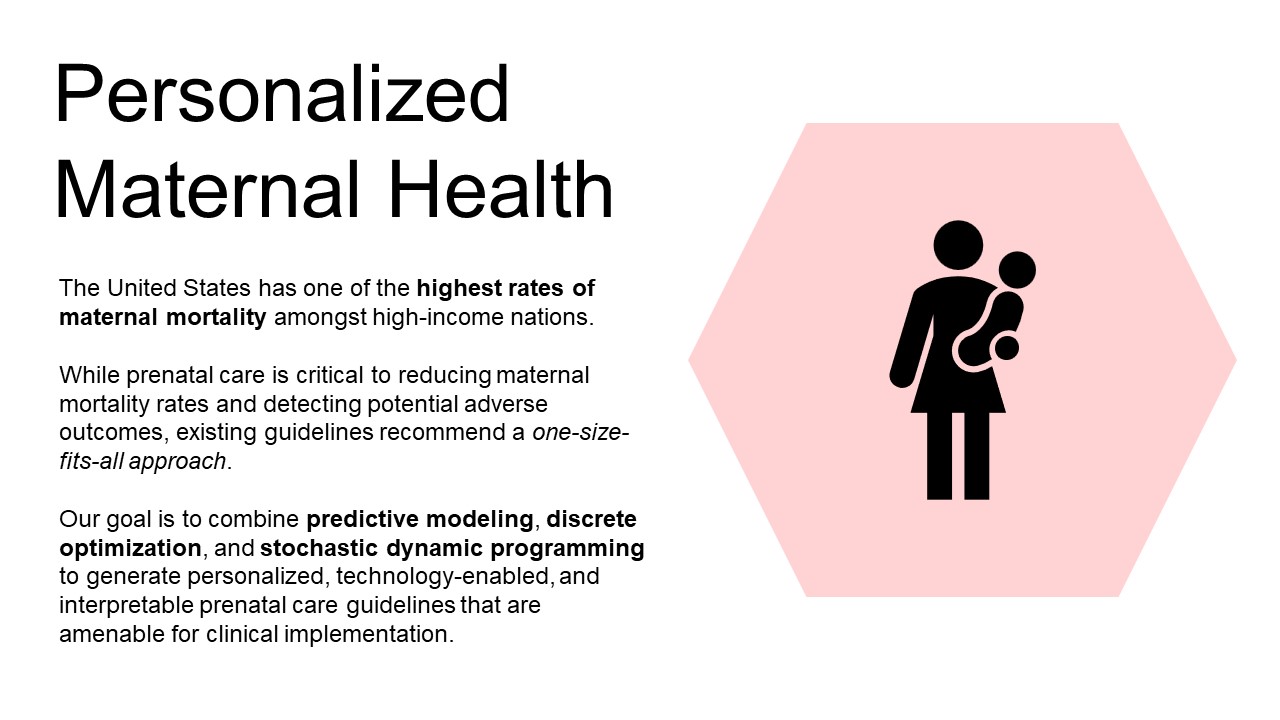 Personalized
Maternal Health
The United States has one of the highest rates of
maternal mortality amongst high-income nations.
While prenatal care is critical to reducing maternal
mortality rates and detecting potential adverse
outcomes, existing guidelines recommend a one-size-
fits-all approach.
Our goal is to combine predictive modeling, discrete
optimization, and stochastic dynamic programming
to generate personalized, technology-enabled, and
interpretable prenatal care guidelines that are
amenable for clinical implementation.